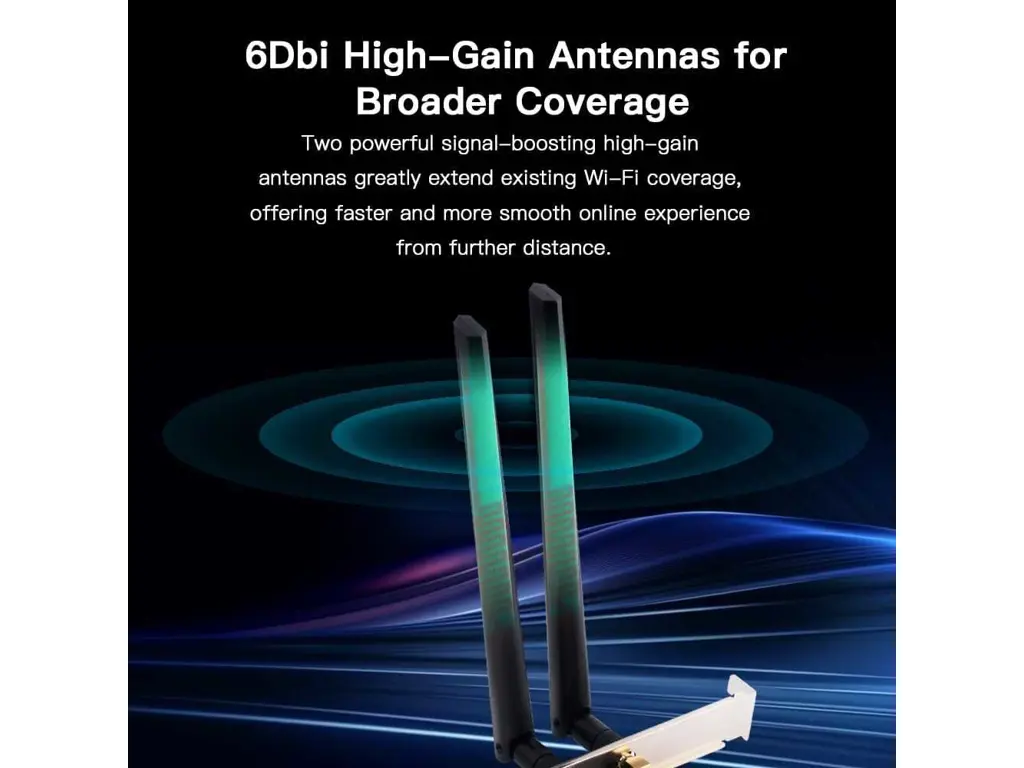 6Dbi High-Gain Antennas for
Broader Coverage
Two powerful signal-boosting high-gain
antennas greatly extend existing Wi-Fi coverage,
offering faster and more smooth online experience
from further distance.